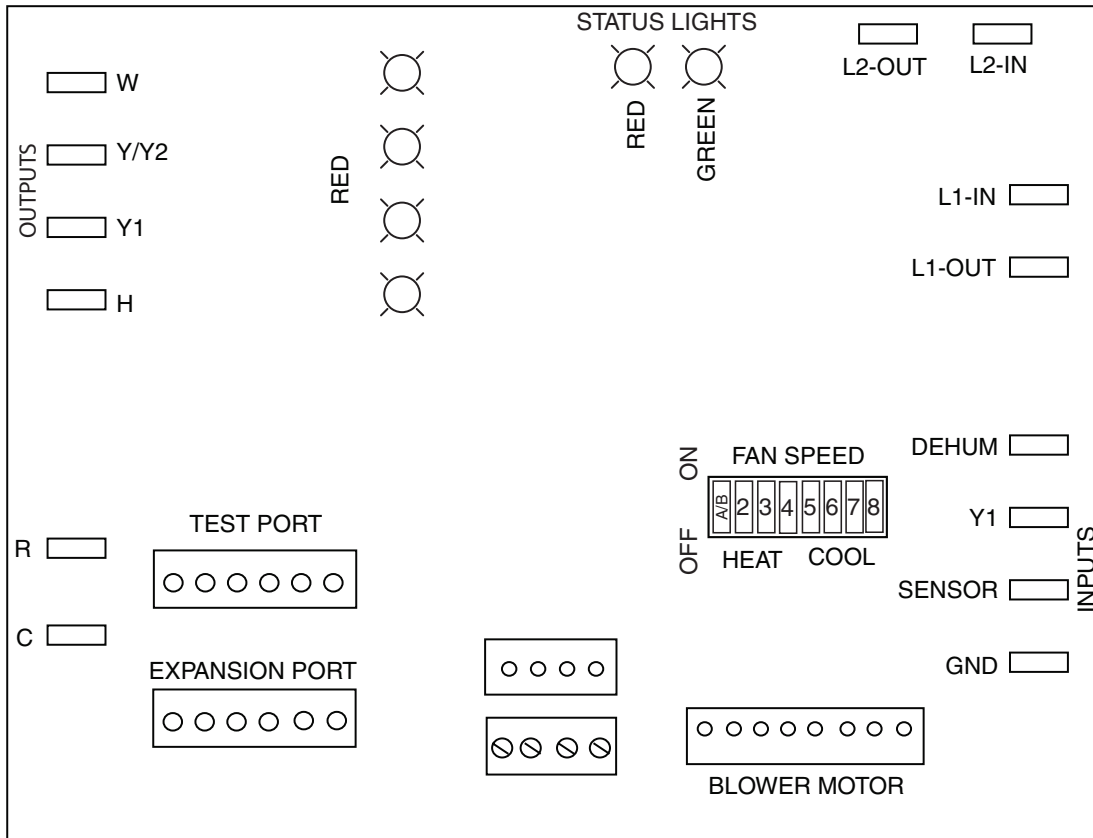 STATUS LIGHTS
RED
GREEN
L2-OUT
L2-IN
OUTPUTS
W
Y/Y2
Y1
H
RED
L1-IN
L1-OUT
R
C
TEST PORT
EXPANSION PORT
ON
OFF
FAN SPEED
A/B 2 3 4 5 6 7 8
HEAT
COOL
DEHUM
Y1
SENSOR
GND
INPUTS
BLOWER MOTOR